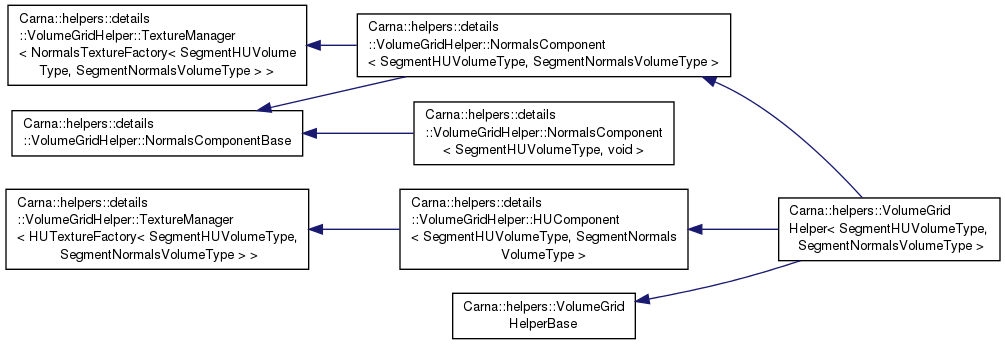 Carna::helpers::details
::VolumeGridHelper::TextureManager
< NormalsTextureFactory< SegmentHUVolume
Type, SegmentNormalsVolumeType > >
Carna::helpers::details
::VolumeGridHelper::NormalsComponent
< SegmentHUVolumeType, SegmentNormalsVolumeType >
Carna::helpers::details
::VolumeGridHelper::NormalsComponentBase
Carna::helpers::details
::VolumeGridHelper::NormalsComponent
< SegmentHUVolumeType, void >
Carna::helpers::details
::VolumeGridHelper::TextureManager
< HUTextureFactory< SegmentHUVolumeType,
SegmentNormalsVolumeType > >
Carna::helpers::details
::VolumeGridHelper::HUComponent
< SegmentHUVolumeType, SegmentNormals
VolumeType >
Carna::helpers::VolumeGrid
Helper< SegmentHUVolumeType,
SegmentNormalsVolumeType >
Carna::helpers::VolumeGrid
HelperBase